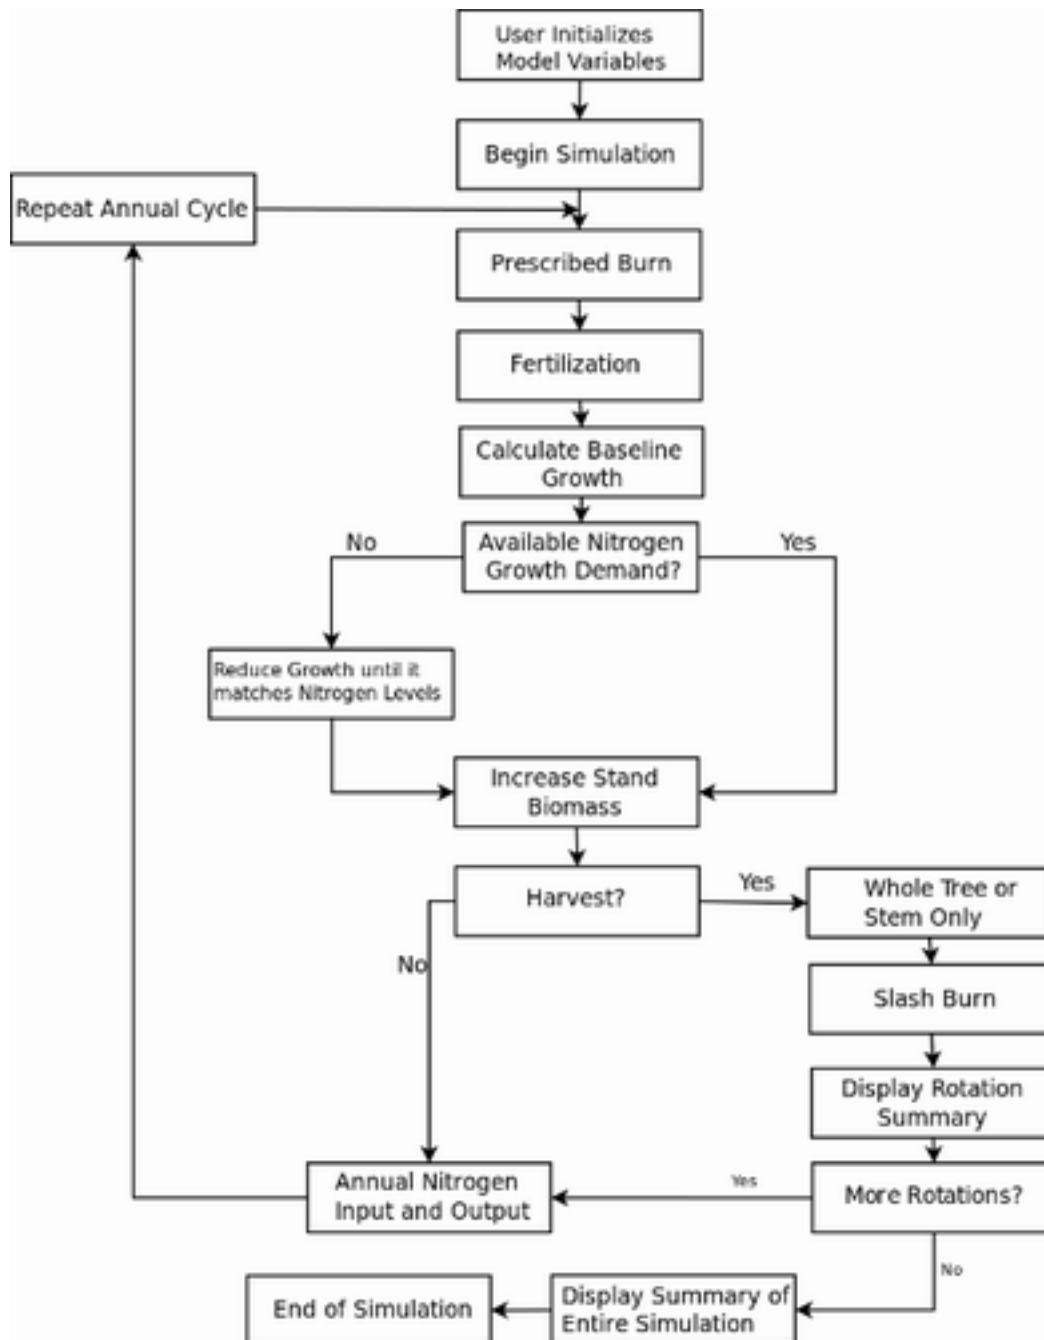 User Initializes
Model Variables
Begin Simulation
Repeat Annual Cycle
Prescribed Burn
Fertilization
Calculate Baseline
Growth
No
Available Nitrogen
Growth Demand?
Yes
Reduce Growth until it
matches Nitrogen Levels
Increase Stand
Biomass
Harvest?
Yes
Whole Tree or
Stem Only
No
Slash Burn
Display Rotation
Summary
Annual Nitrogen
Input and Output
Yes
More Rotations?
No
End of Simulation
Display Summary of
Entire Simulation